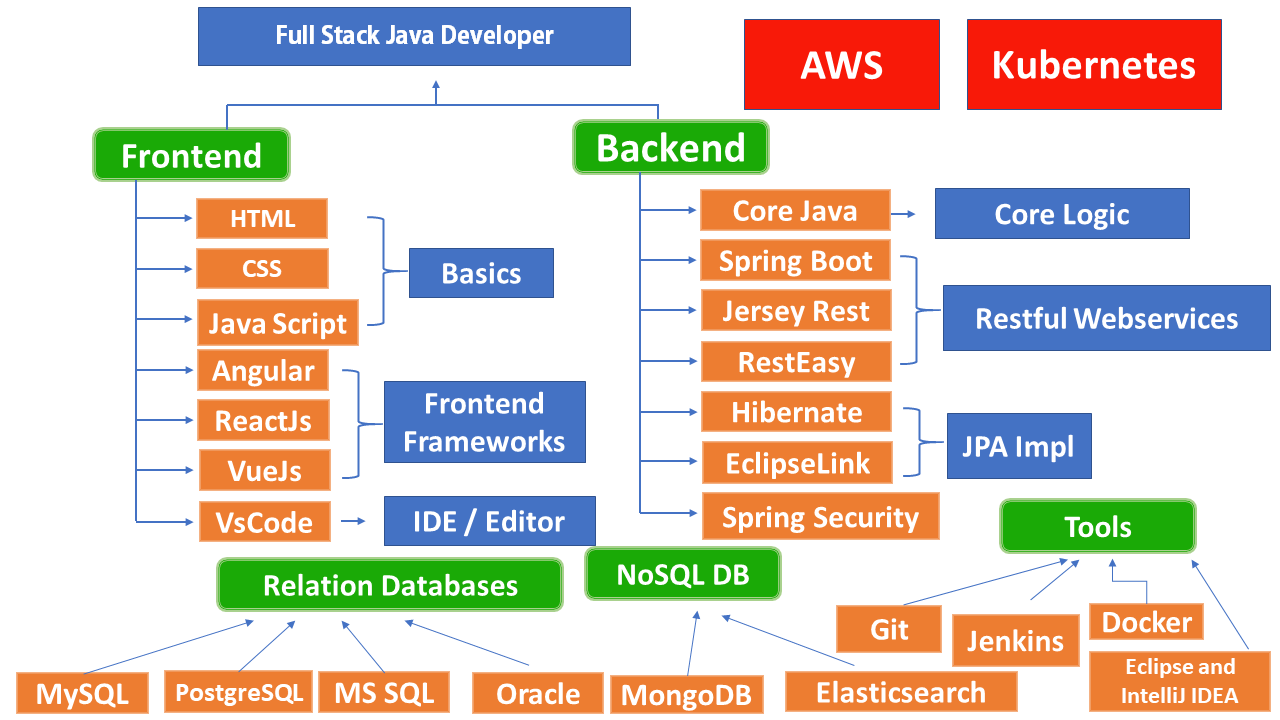 Full Stack Java Developer
AWS
Kubernetes
Frontend
Backend
HTML
CSS
Java Script
Basics
Angular
ReactJs
VueJs
Frontend
Frameworks
VsCode
IDE / Editor
Core Java
Core Logic
Spring Boot
Jersey Rest
RestEasy
Restful Webservices
Hibernate
EclipseLink
JPA Impl
Spring Security
Relation Databases
MySQL
PostgreSQL
MS SQL
Oracle
NoSQL DB
MongoDB
Elasticsearch
Tools
Git
Jenkins
Docker
Eclipse and
IntelliJ IDEA